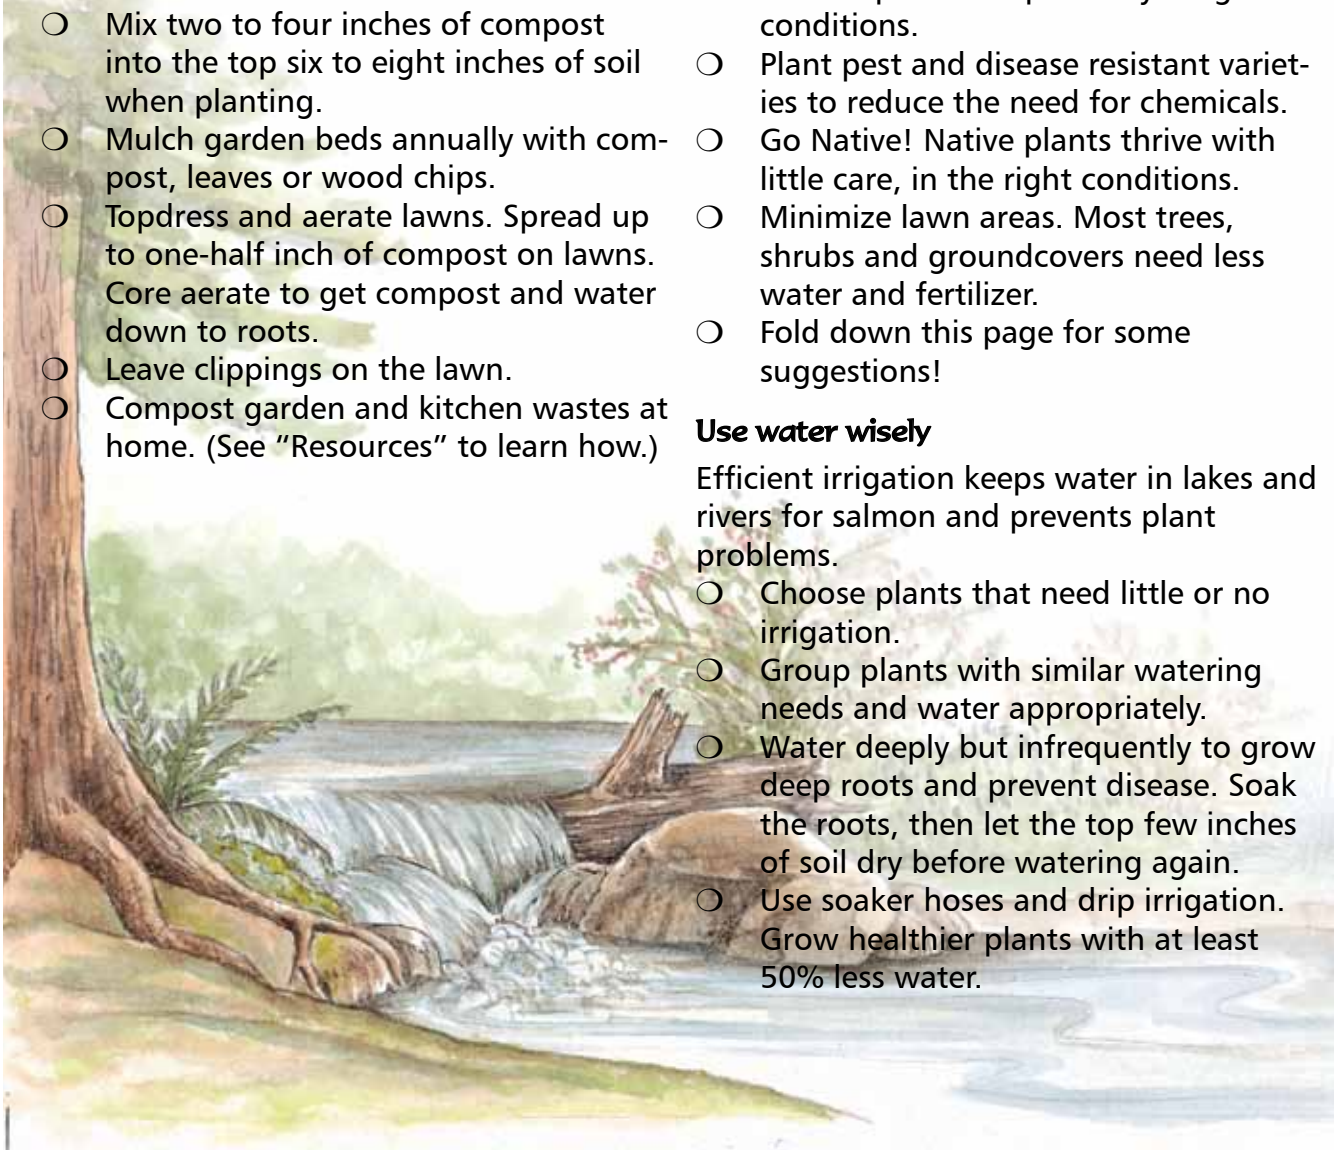 ❍ Mix two to four inches of compost
into the top six to eight inches of soil
when planting.
❍ Mulch garden beds annually with com-
post, leaves or wood chips.
❍ Topdress and aerate lawns. Spread up
to one-half inch of compost on lawns.
Core aerate to get compost and water
down to roots.
❍ Leave clippings on the lawn.
❍ Compost garden and kitchen wastes at
home. (See “Resources” to learn how.)
conditions.
❍ Plant pest and disease resistant variet-
ies to reduce the need for chemicals.
❍ Go Native! Native plants thrive with
little care, in the right conditions.
❍ Minimize lawn areas. Most trees,
shrubs and groundcovers need less
water and fertilizer.
❍ Fold down this page for some
suggestions!
Use water wisely
Efficient irrigation keeps water in lakes and
rivers for salmon and prevents plant
problems.
❍ Choose plants that need little or no
irrigation.
❍ Group plants with similar watering
needs and water appropriately.
❍ Water deeply but infrequently to grow
deep roots and prevent disease. Soak
the roots, then let the top few inches
of soil dry before watering again.
❍ Use soaker hoses and drip irrigation.
Grow healthier plants with at least
50% less water.